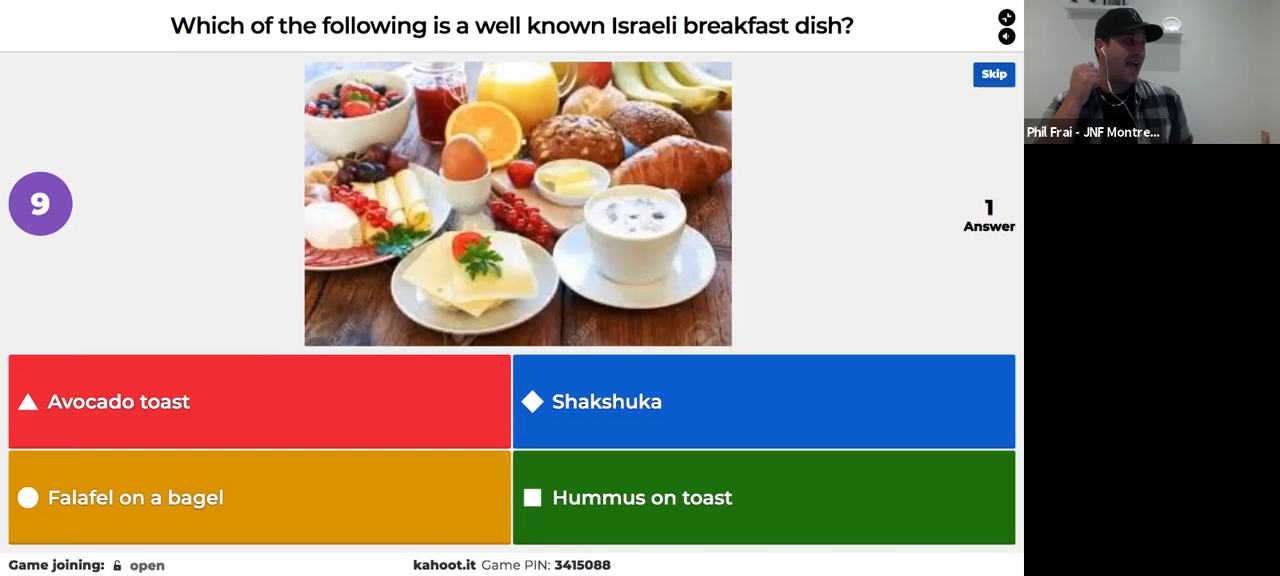 Which of the following is a well known Israeli breakfast dish?
Skip
Phil Frai - JNF Montre...
9
1
Answer
Avocado toast
Shakshuka
Falafel on a bagel
Hummus on toast
Game joining: open
kahoot.it Game PIN: 3415088